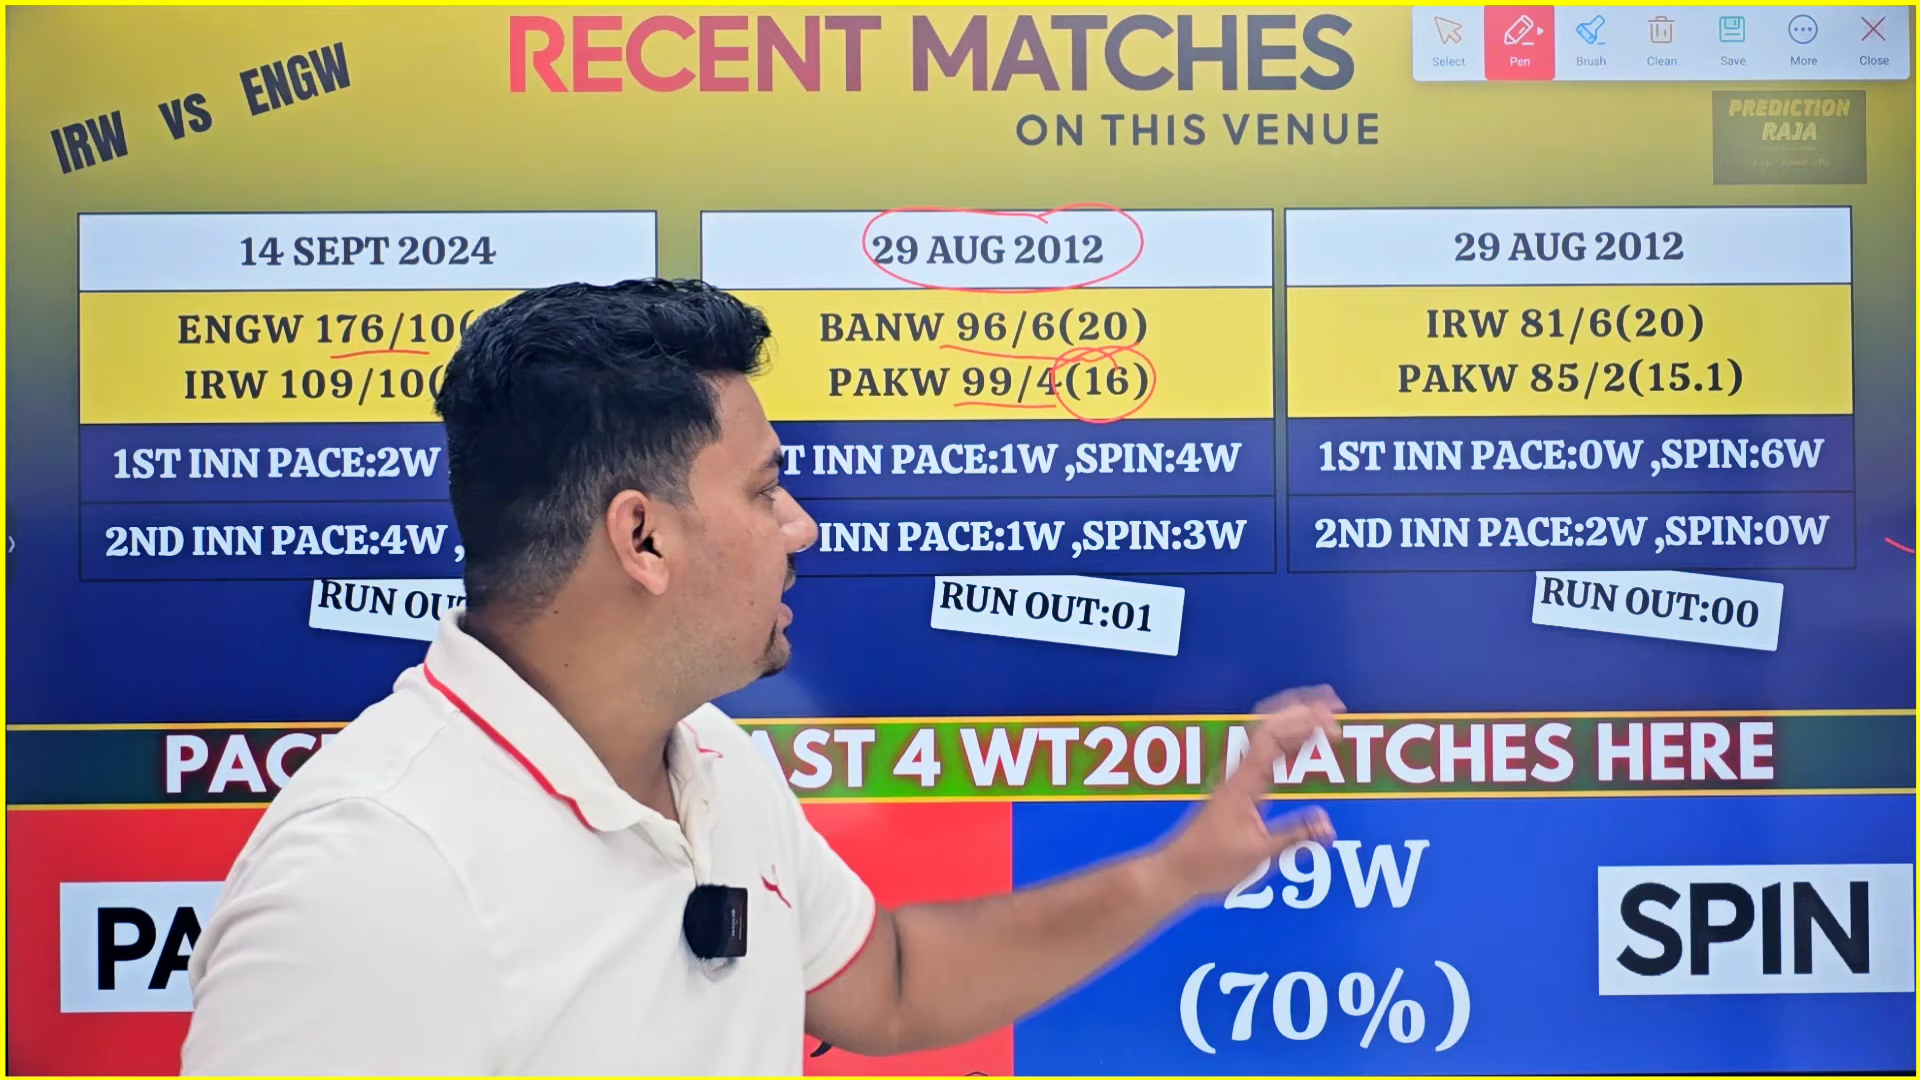 RECENT MATCHES
ON THIS VENUE
IRW VS ENGW
Select
Pen
Brush
Clean
Save
More
Close
PREDICTION
RAJA
14 SEPT 2024
ENGW 176/10(
IRW 109/10(
1ST INN PACE:2W
2ND INN PACE:4W ,
RUN OUT
29 AUG 2012
BANW 96/6(20)
PAKW 99/4(16)
T INN PACE:1W ,SPIN:4W
INN PACE:1W ,SPIN:3W
RUN OUT:01
29 AUG 2012
IRW 81/6(20)
PAKW 85/2(15.1)
1ST INN PACE:0W ,SPIN:6W
2ND INN PACE:2W ,SPIN:0W
RUN OUT:00
PAC AST 4 WT20I MATCHES HERE
PA
29W
(70%)
SPIN